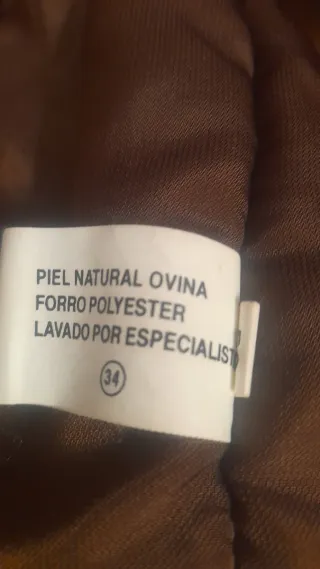 PIEL NATURAL OVINA
FORRO POLYESTER
LAVADO POR ESPECIALIST
34